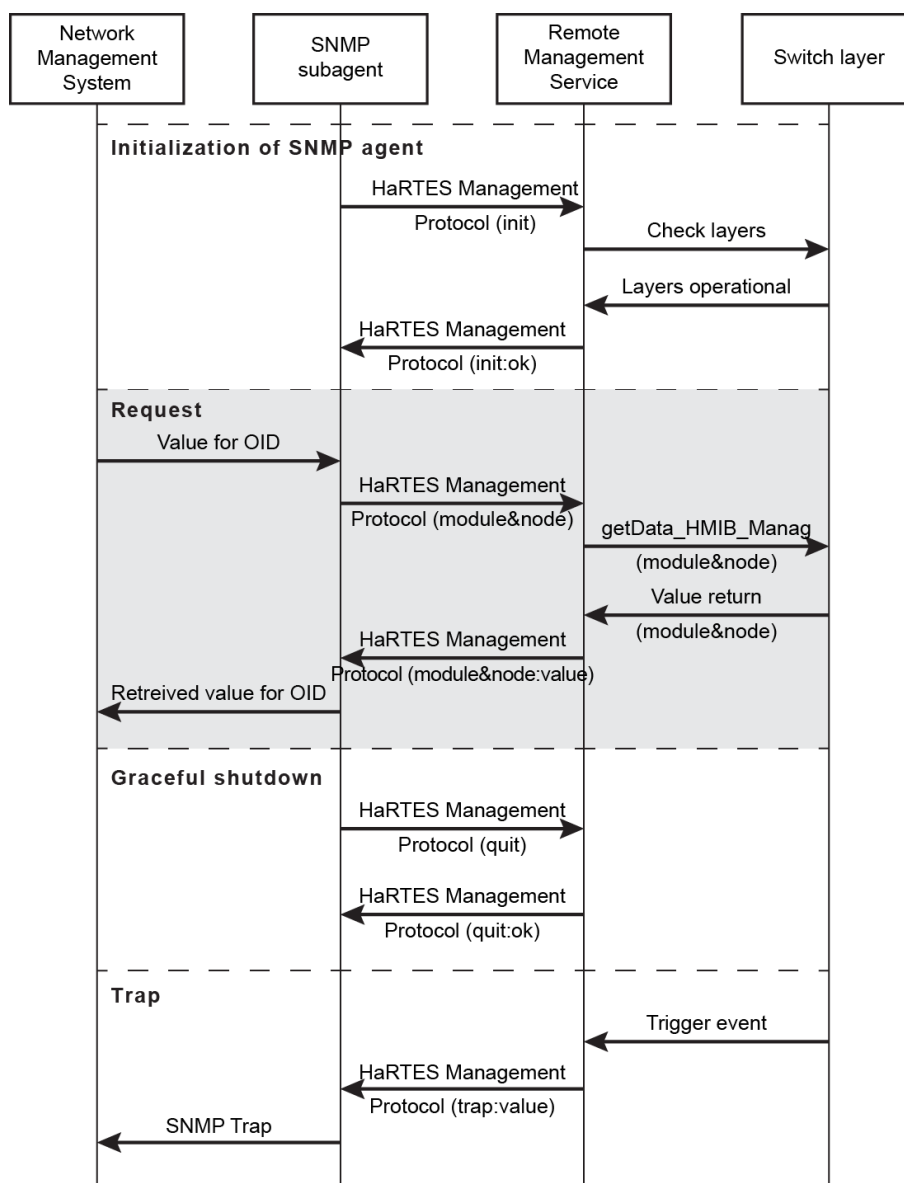 Network
Management
System
SNMP
subagent
Remote
Management
Service
Switch layer
Initialization of SNMP agent
HaRTES Management
Protocol (init)
Check layers
Layers operational
HaRTES Management
Protocol (init:ok)
Request
Value for OID
HaRTES Management
Protocol (module&node)
getData_HMIB_Manag
(module&node)
Value return
(module&node)
HaRTES Management
Protocol (module&node:value)
Retreived value for OID
Graceful shutdown
HaRTES Management
Protocol (quit)
HaRTES Management
Protocol (quit:ok)
Trap
Trigger event
HaRTES Management
Protocol (trap:value)
SNMP Trap